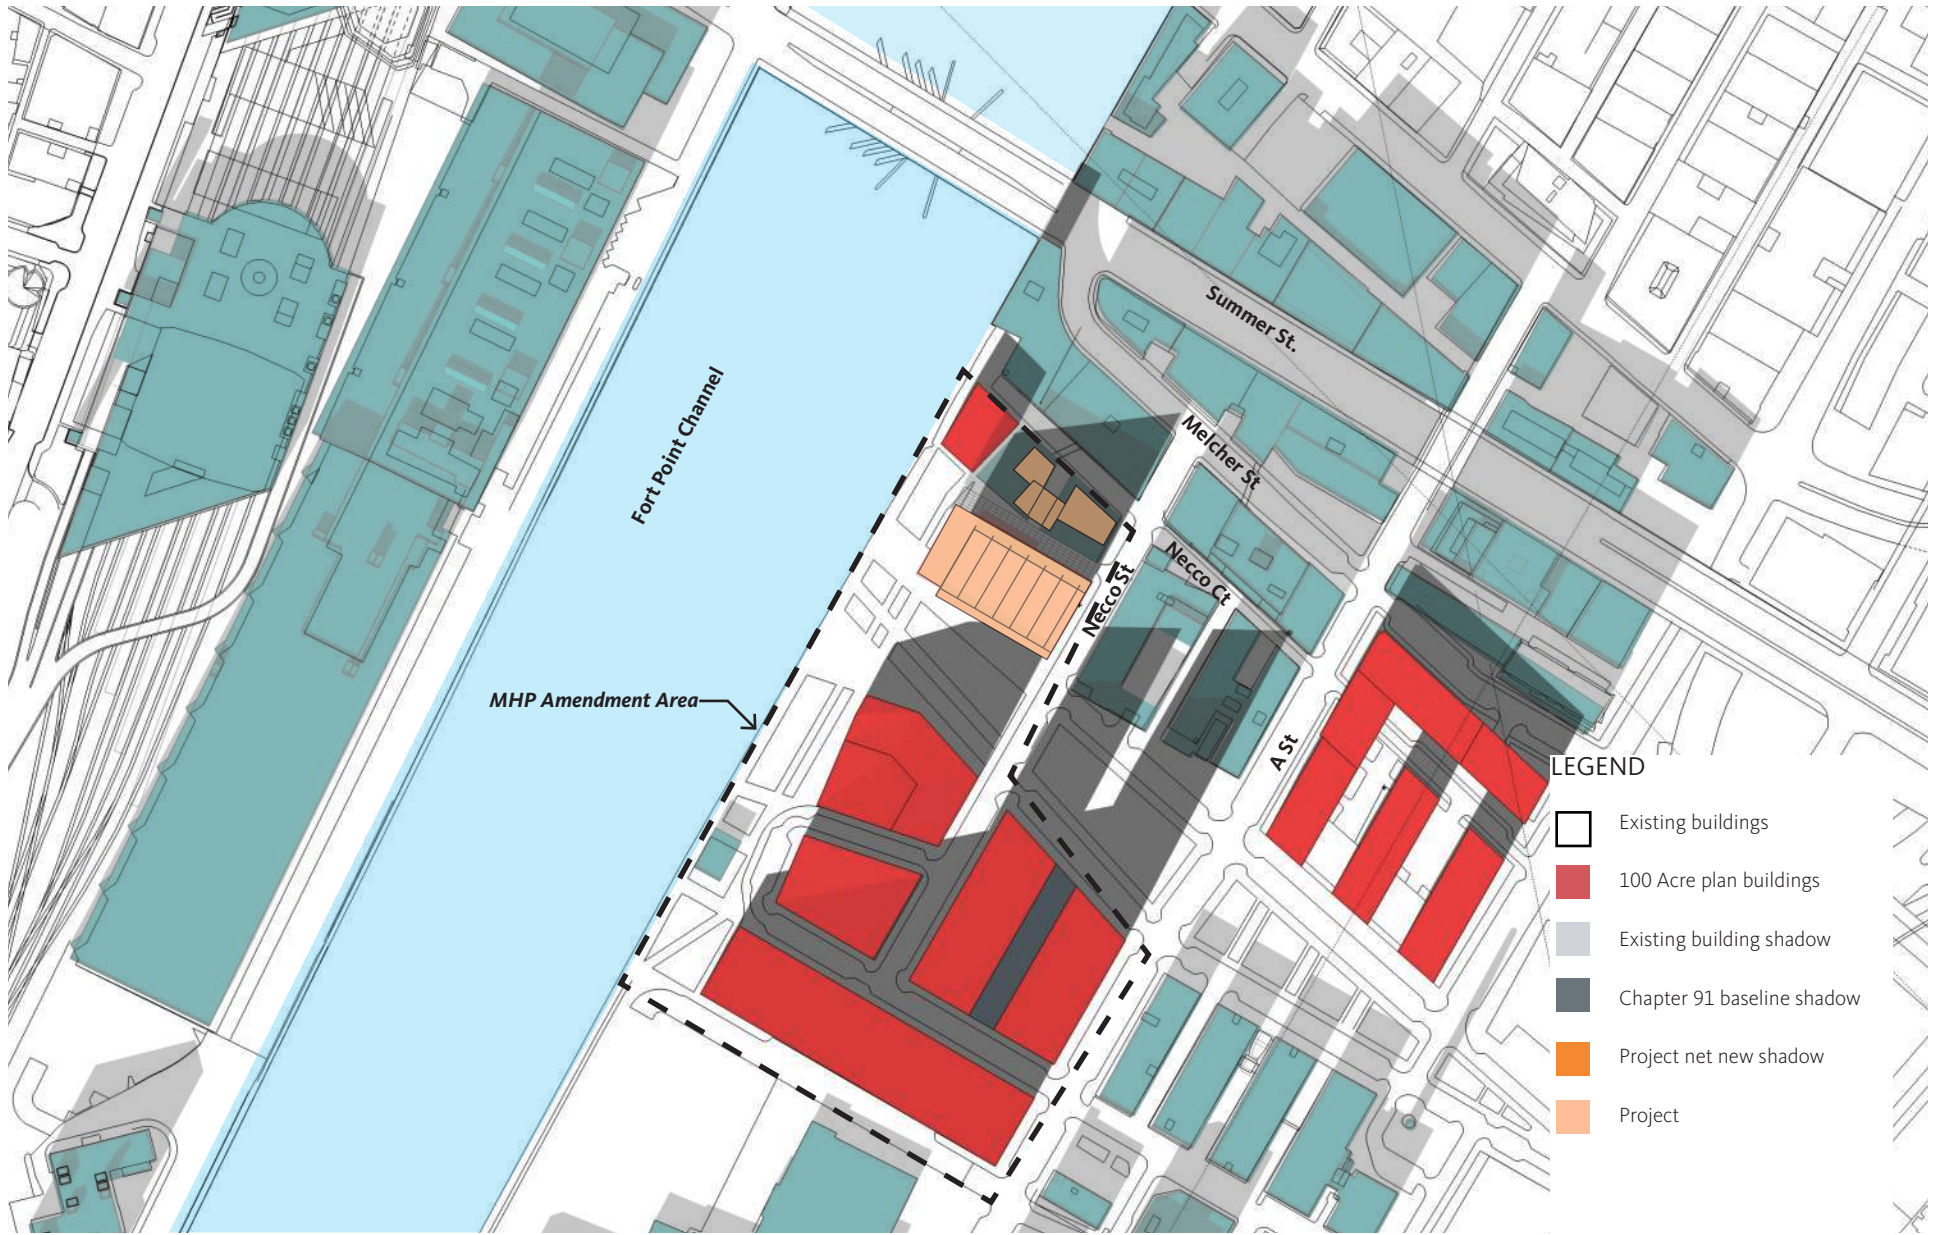 Summer St.
Fort Point Channel
Melcher St
Necco Ct
Necco St
MHP Amendment Area
A St
LEGEND
Existing buildings
100 Acre plan buildings
Existing building shadow
Chapter 91 baseline shadow
Project net new shadow
Project